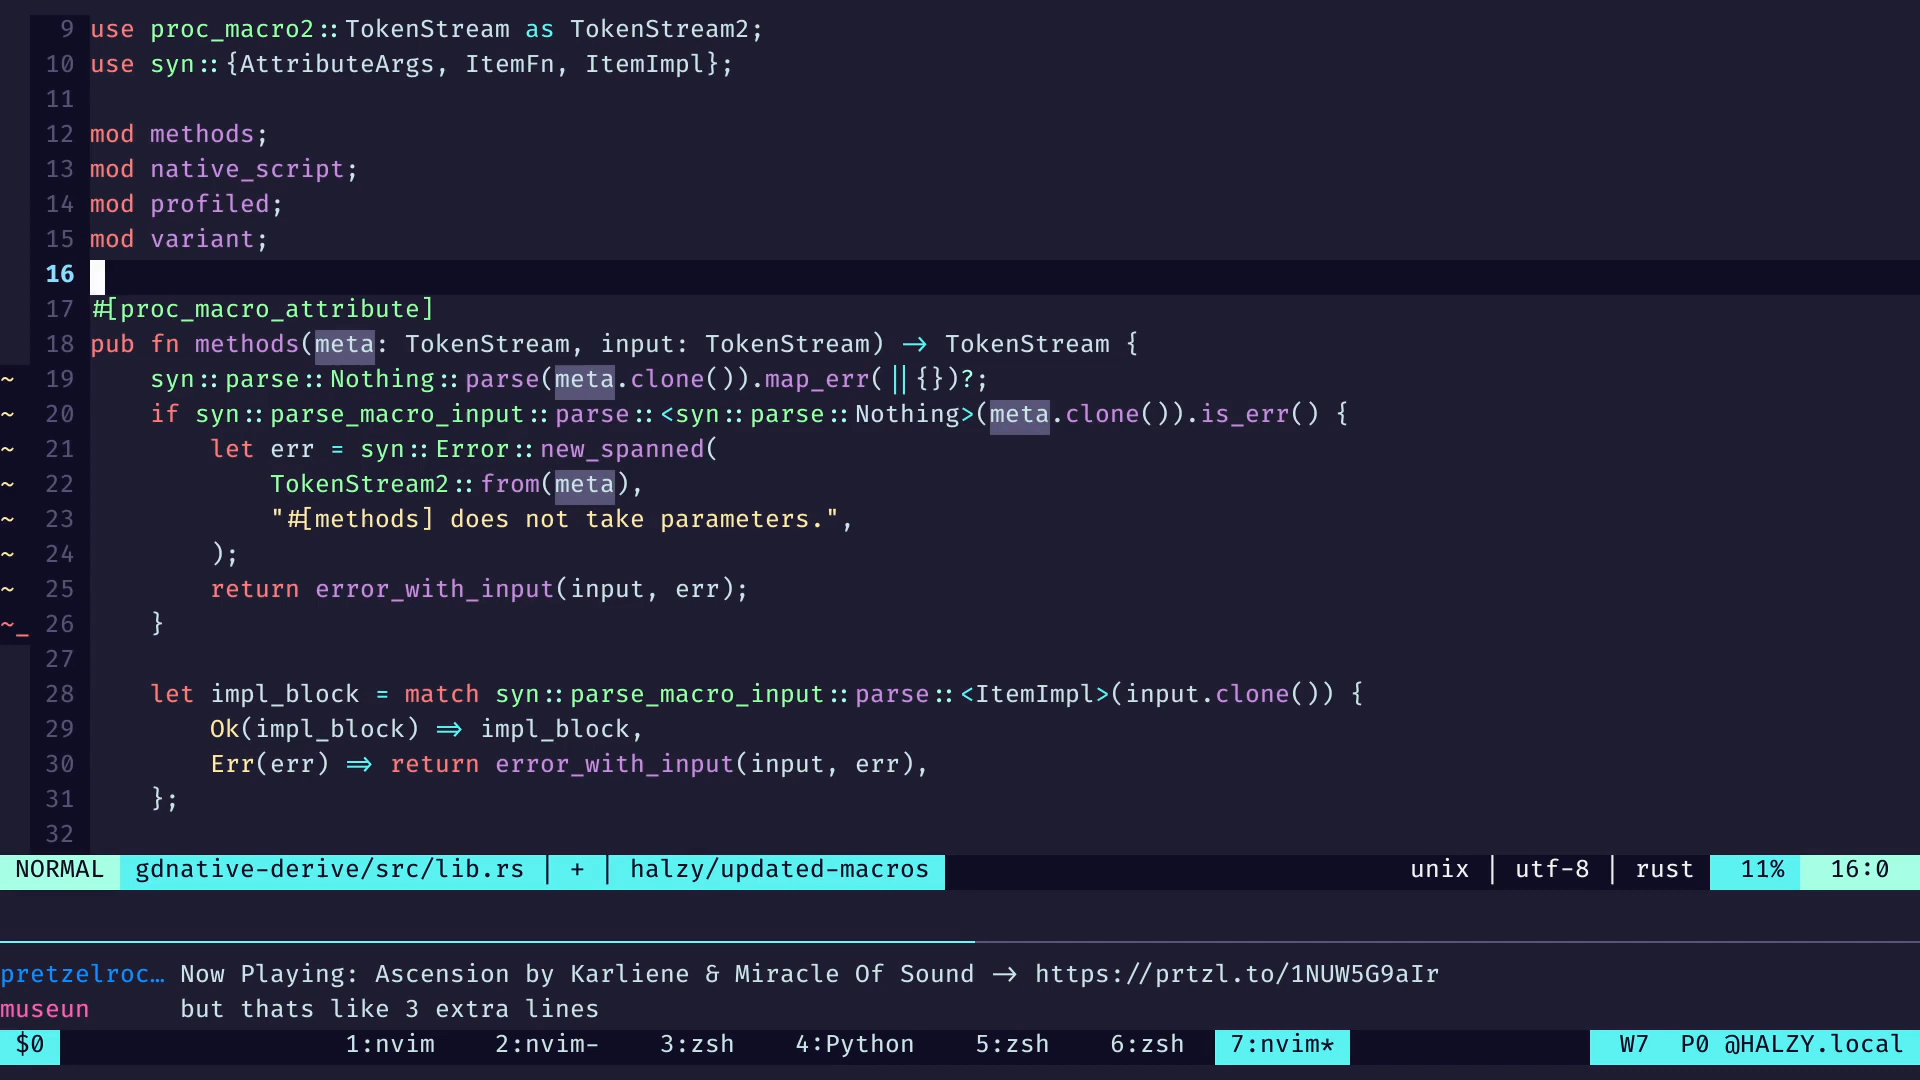 9 use proc_macro2::TokenStream as TokenStream2;
10 use syn::{AttributeArgs, ItemFn, ItemImpl};
11
12 mod methods;
13 mod native_script;
14 mod profiled;
15 mod variant;
16
17 #[proc_macro_attribute]
18 pub fn methods(meta: TokenStream, input: TokenStream) -> TokenStream {
~ 19     syn::parse::Nothing::parse(meta.clone()).map_err(||{})?;
~ 20     if syn::parse_macro_input::parse::<syn::parse::Nothing>(meta.clone()).is_err() {
~ 21         let err = syn::Error::new_spanned(
~ 22             TokenStream2::from(meta),
~ 23             "#[methods] does not take parameters.",
~ 24         );
~ 25         return error_with_input(input, err);
~_ 26     }
27
28     let impl_block = match syn::parse_macro_input::parse::<ItemImpl>(input.clone()) {
29         Ok(impl_block) => impl_block,
30         Err(err) => return error_with_input(input, err),
31     };
32
NORMAL gdnative-derive/src/lib.rs | + | halzy/updated-macros unix | utf-8 | rust 11% 16:0
pretzelroc… Now Playing: Ascension by Karliene & Miracle Of Sound -> https://prtzl.to/1NUW5G9aIr
museun but thats like 3 extra lines
$0 1:nvim 2:nvim- 3:zsh 4:Python 5:zsh 6:zsh 7:nvim* W7 P0 @HALZY.local